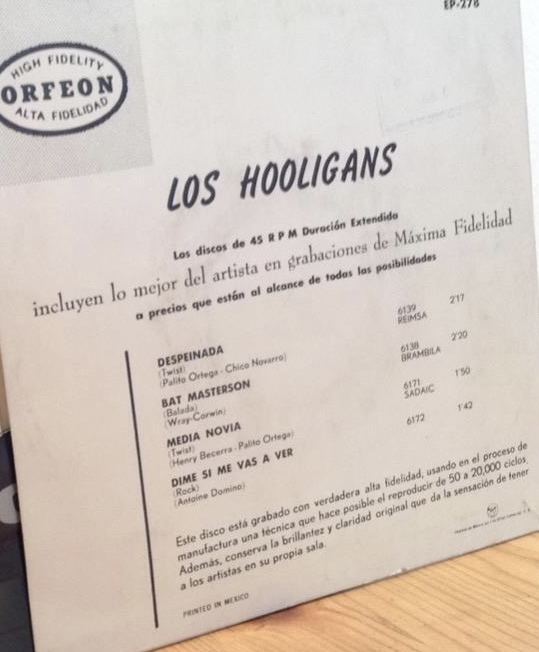 EP-278
HIGH FIDELITY
ORFEON
ALTA FIDELIDAD
LOS HOOLIGANS
Los discos de 45 R P M Duración Extendida
incluyen lo mejor del artista en grabaciones de Máxima Fidelidad
a precios que están al alcance de todas las posibilidades
DESPEINADA 6139 2'17
(Twist) REIMSA
(Palito Ortega - Chico Novarro)
BAT MASTERSON 6138 2'20
(Balada) BRAMBILA
(Wray-Corwin)
MEDIA NOVIA 6171 1'50
(Twist) SADAIC
(Henry Becerra - Palito Ortega)
DIME SI ME VAS A VER 6172 1'42
(Rock)
(Antoine Domino)
Este disco está grabado con verdadera alta fidelidad, usando en el proceso de
manufactura una técnica que hace posible el reproducir de 50 a 20,000 ciclos.
Además, conserva la brillantez y claridad original que da la sensación de tener
a los artistas en su propia sala.
PRINTED IN MEXICO